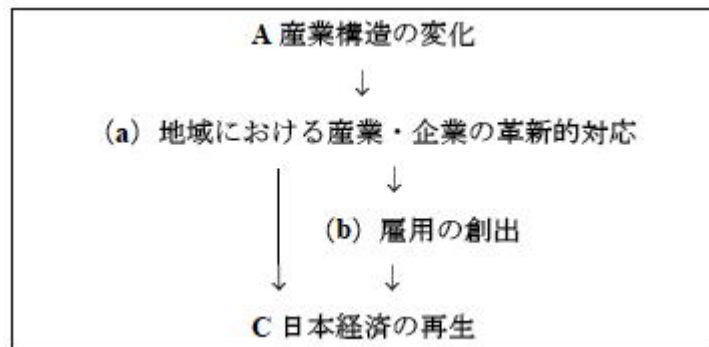 A 産業構造の変化
↓
（a）地域における産業・企業の革新的対応
↓
（b）雇用の創出
↓ ↓
C 日本経済の再生